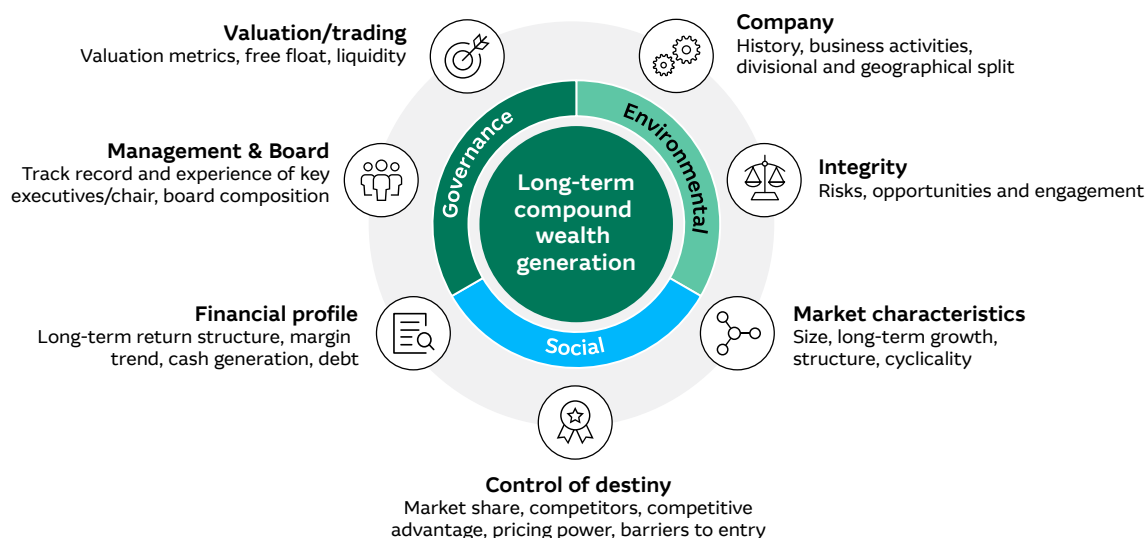 Valuation/trading
Valuation metrics, free float, liquidity
Company
History, business activities,
divisional and geographical split
Management & Board
Track record and experience of key
executives/chair, board composition
Integrity
Risks, opportunities and engagement
Governance
Environmental
Social
Long-term
compound
wealth
generation
Financial profile
Long-term return structure, margin
trend, cash generation, debt
Market characteristics
Size, long-term growth,
structure, cyclicality
Control of destiny
Market share, competitors, competitive
advantage, pricing power, barriers to entry